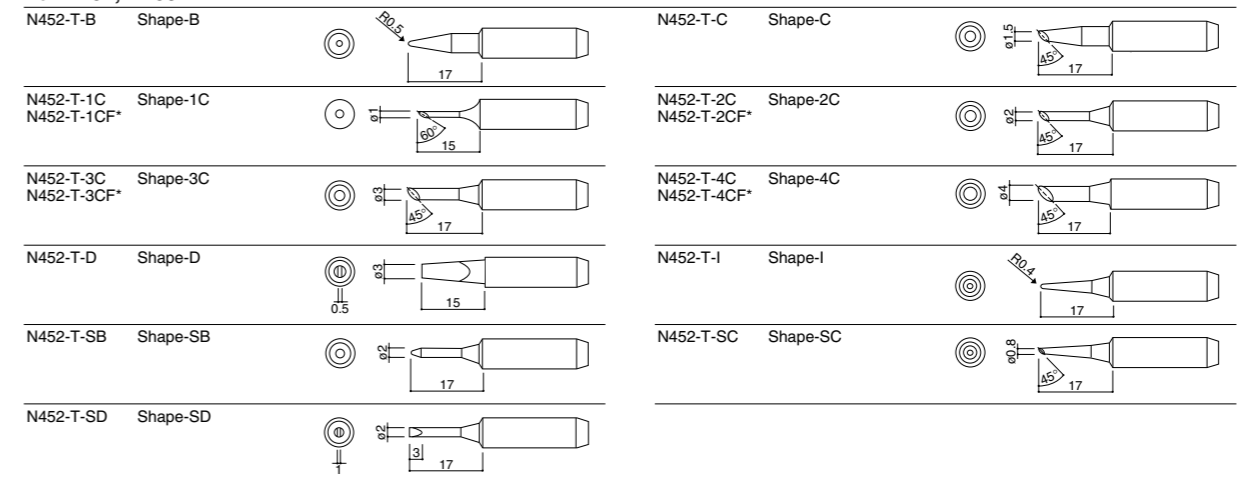 N452-T-B Shape-B
R0.5
17
N452-T-C Shape-C
ø1.5
45°
17
N452-T-1C Shape-1C
N452-T-1CF*
ø1
60°
15
N452-T-2C Shape-2C
N452-T-2CF*
ø2
45°
17
N452-T-3C Shape-3C
N452-T-3CF*
ø3
45°
17
N452-T-4C Shape-4C
N452-T-4CF*
ø4
45°
17
N452-T-D Shape-D
0.5
ø3
15
N452-T-I Shape-I
R0.4
17
N452-T-SB Shape-SB
ø2
17
N452-T-SC Shape-SC
ø0.8
45°
17
N452-T-SD Shape-SD
1
ø2
3
17